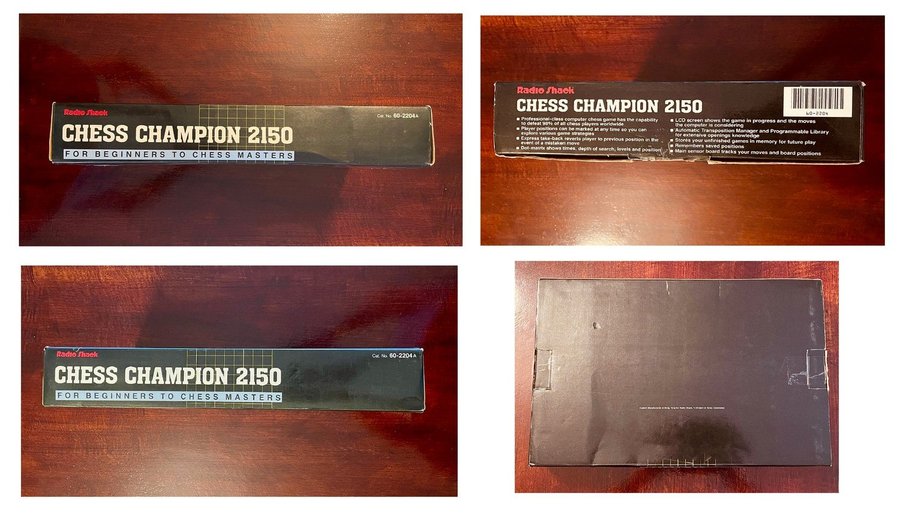 Radio Shack
Cat. No. 60-2204A
CHESS CHAMPION 2150
FOR BEGINNERS TO CHESS MASTERS
Radio Shack
CHESS CHAMPION 2150
60-2204
■ Professional-class computer chess game has the capability
to defeat 99% of all chess players worldwide
■ Player positions can be marked at any time so you can
explore various game strategies
■ Express take-back reverts player to previous position in the
event of a mistaken move
■ Dot-matrix shows times, depth of search, levels and position
■ LCD screen shows the game in progress and the moves
the computer is considering
■ Automatic Transposition Manager and Programmable Library
for extensive openings knowledge
■ Stores your unfinished games in memory for future play
■ Remembers saved positions
■ Main sensor board tracks your moves and board positions
Radio Shack
Cat. No. 60-2204A
CHESS CHAMPION 2150
FOR BEGINNERS TO CHESS MASTERS